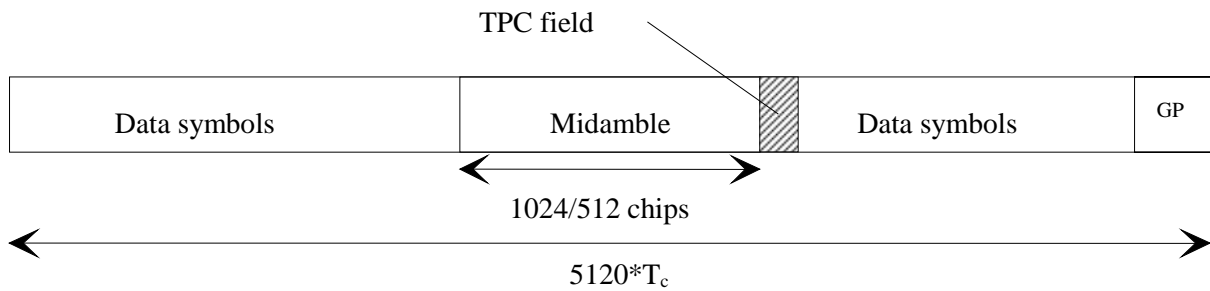 TPC field
Data symbols
Midamble
Data symbols
GP
1024/512 chips
5120*Tc